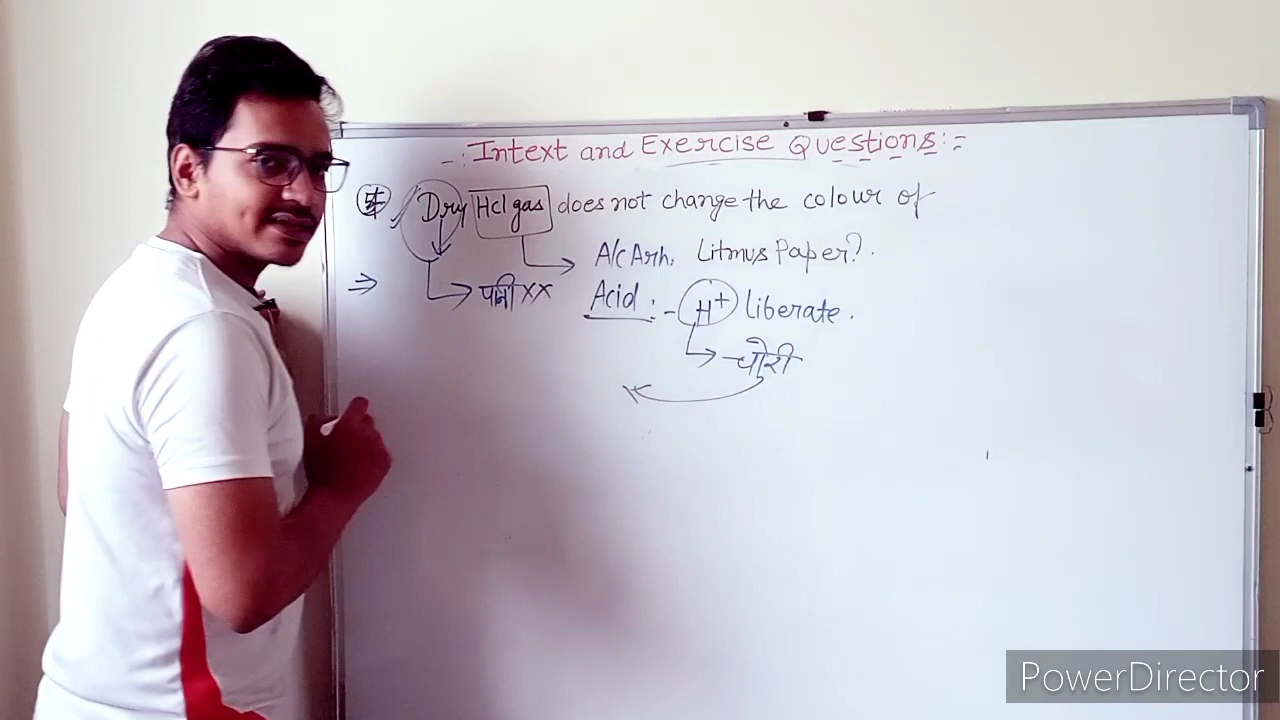 -: Intext and Exercise Questions:-
Dry Hcl gas does not change the colour of
A/c Arh, Litmus Paper?.
⇒ पानी xx Acid :- H+ liberate.
चोरी
PowerDirector